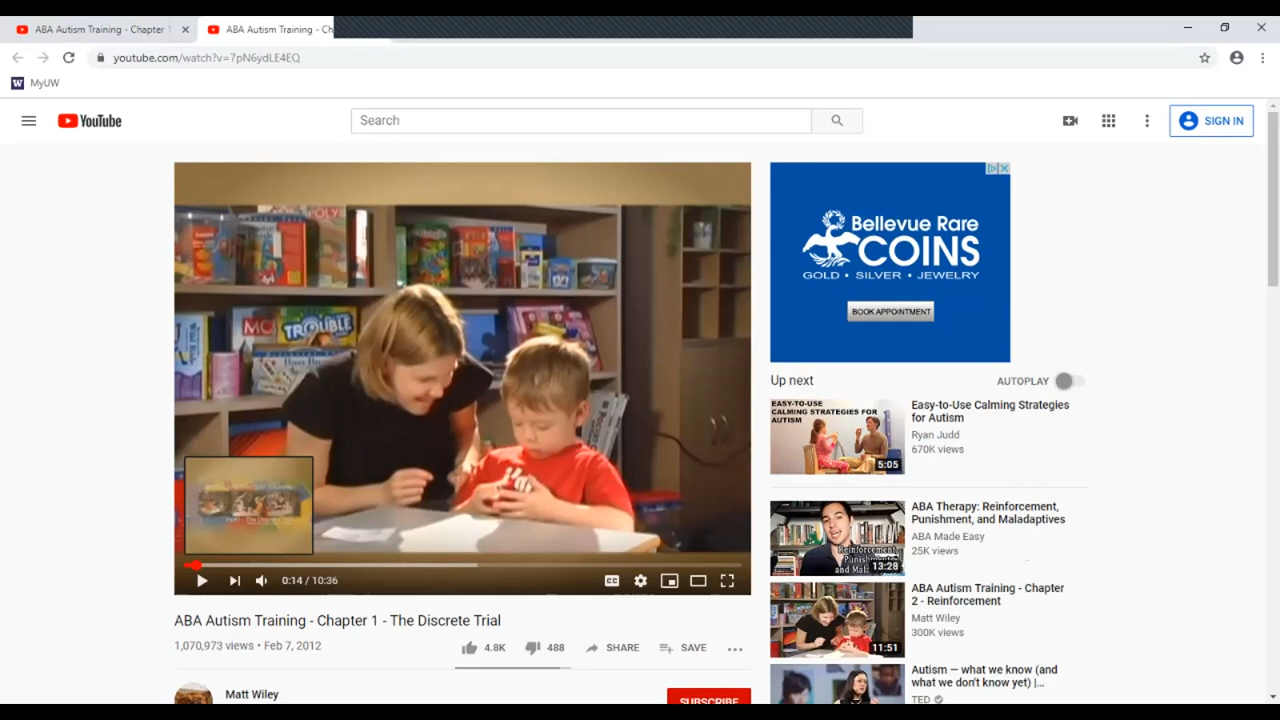 ABA Autism Training - Chapter 1
ABA Autism Training - Ch
youtube.com/watch?v=7pN6ydLE4EQ
MyUW
YouTube
Search
SIGN IN
POLY
TROUBLE
Bellevue Rare
COINS
GOLD • SILVER • JEWELRY
BOOK APPOINTMENT
Up next
AUTOPLAY
EASY-TO-USE
CALMING STRATEGIES FOR
AUTISM
5:05
Easy-to-Use Calming Strategies
for Autism
Ryan Judd
670K views
Reinforcement,
13:28
ABA Therapy: Reinforcement,
Punishment, and Maladaptives
ABA Made Easy
25K views
11:51
ABA Autism Training - Chapter
2 - Reinforcement
Matt Wiley
300K views
Autism — what we know (and
what we don't know yet) |...
TED
0:14 / 10:36
CC
ABA Autism Training - Chapter 1 - The Discrete Trial
1,070,973 views • Feb 7, 2012
4.8K
488
SHARE
SAVE
Matt Wiley
SUBSCRIBE